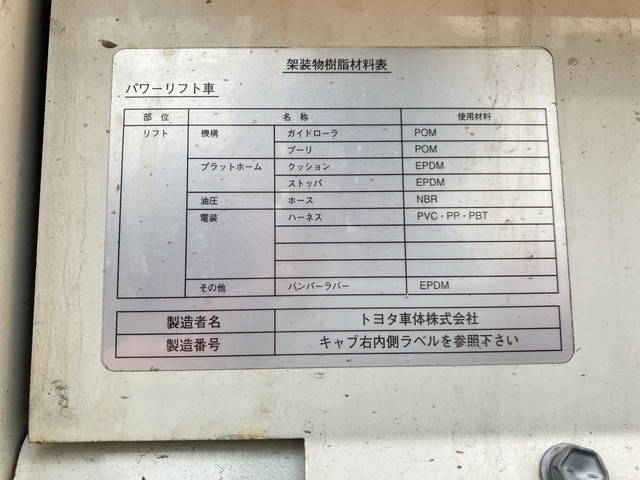 架装物樹脂材料表
パワーリフト車
部 位 名 称 使用材料
リフト 機構 ガイドローラ POM
プーリ POM
プラットホーム クッション EPDM
ストッパ EPDM
油圧 ホース NBR
電装 ハーネス PVC・PP・PBT
その他 バンパーラバー EPDM
製造者名 トヨタ車体株式会社
製造番号 キャブ右内側ラベルを参照下さい